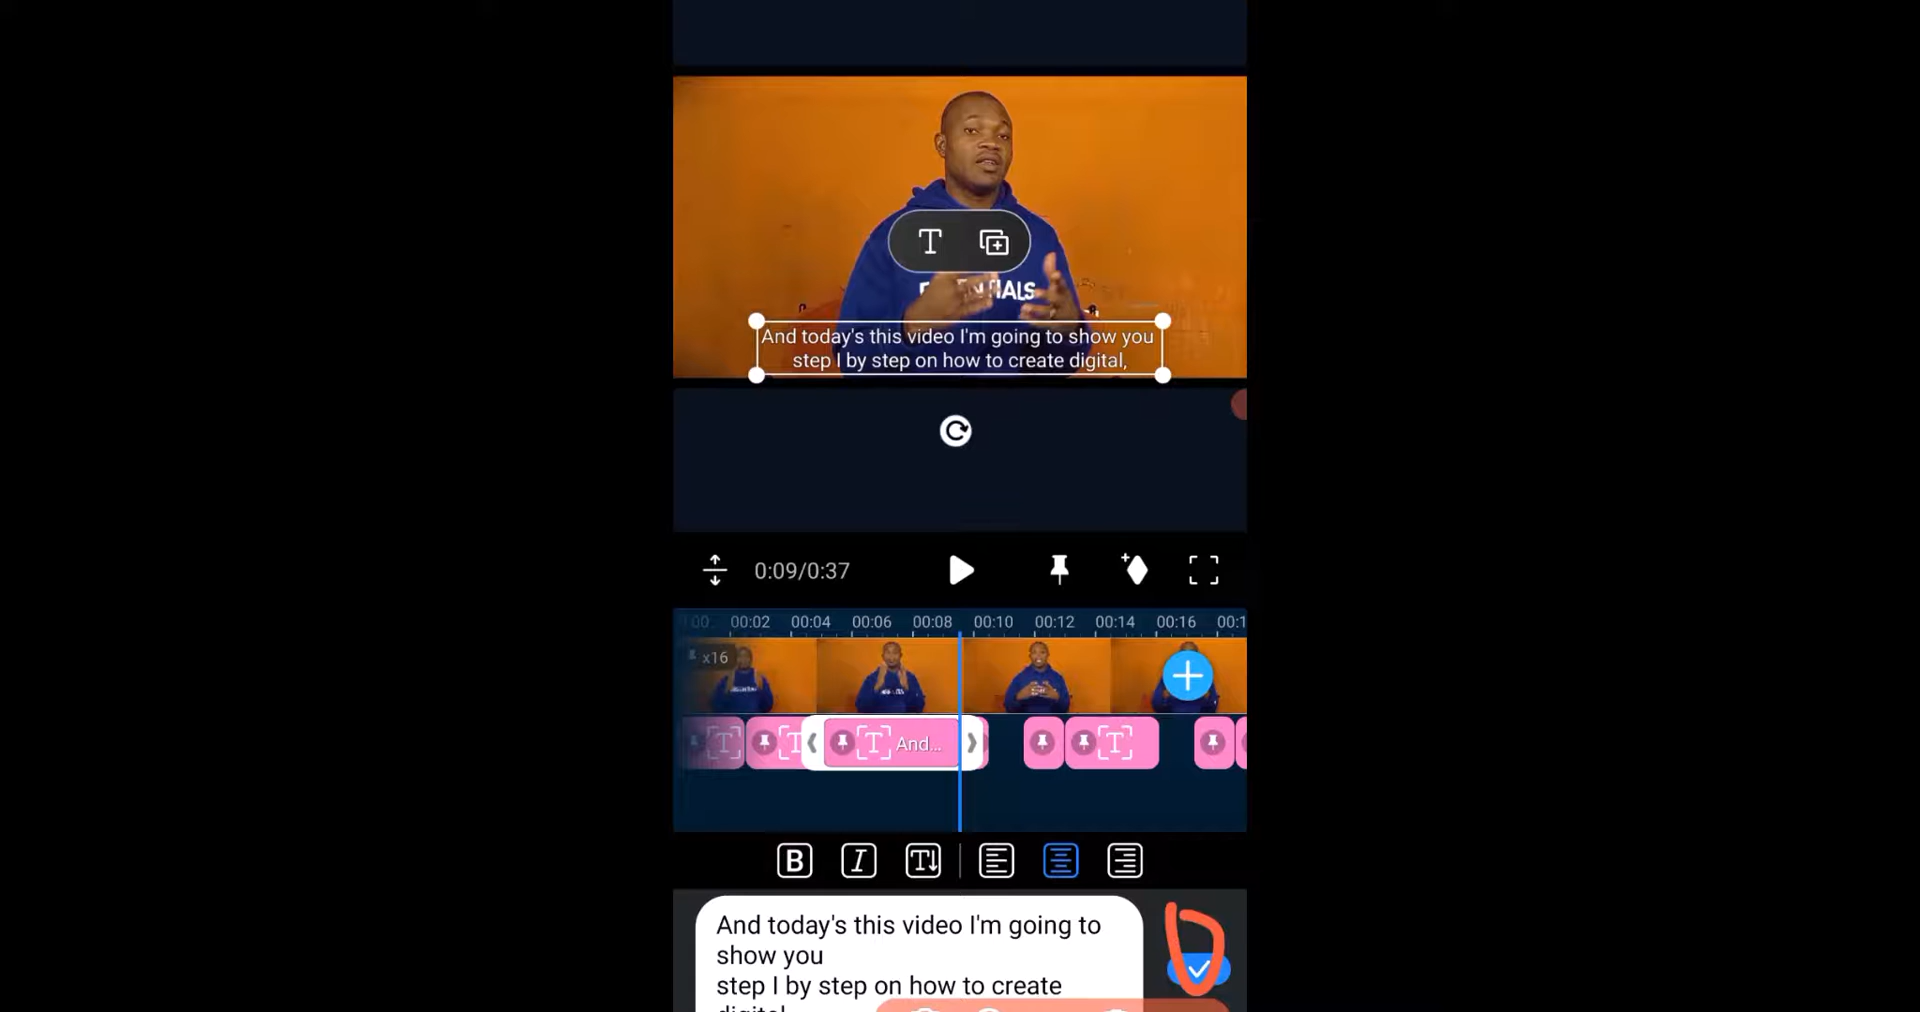 ESSENTIALS
And today's this video I'm going to show you
step I by step on how to create digital,
0:09/0:37
00:02 00:04 00:06 00:08 00:10 00:12 00:14 00:16
x16
T T And... T
B I T
And today's this video I'm going to
show you
step I by step on how to create
digital